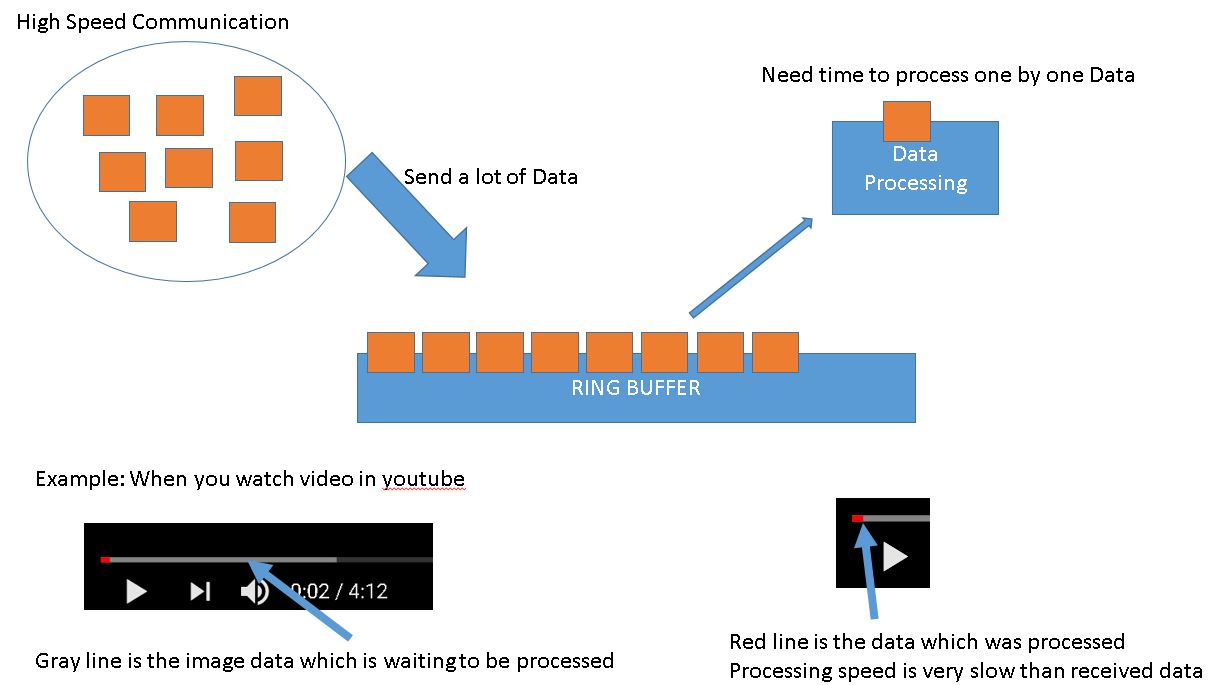 High Speed Communication
Need time to process one by one Data
Send a lot of Data
Data
Processing
RING BUFFER
Example: When you watch video in youtube
0:02 / 4:12
Gray line is the image data which is waiting to be processed
Red line is the data which was processed
Processing speed is very slow than received data